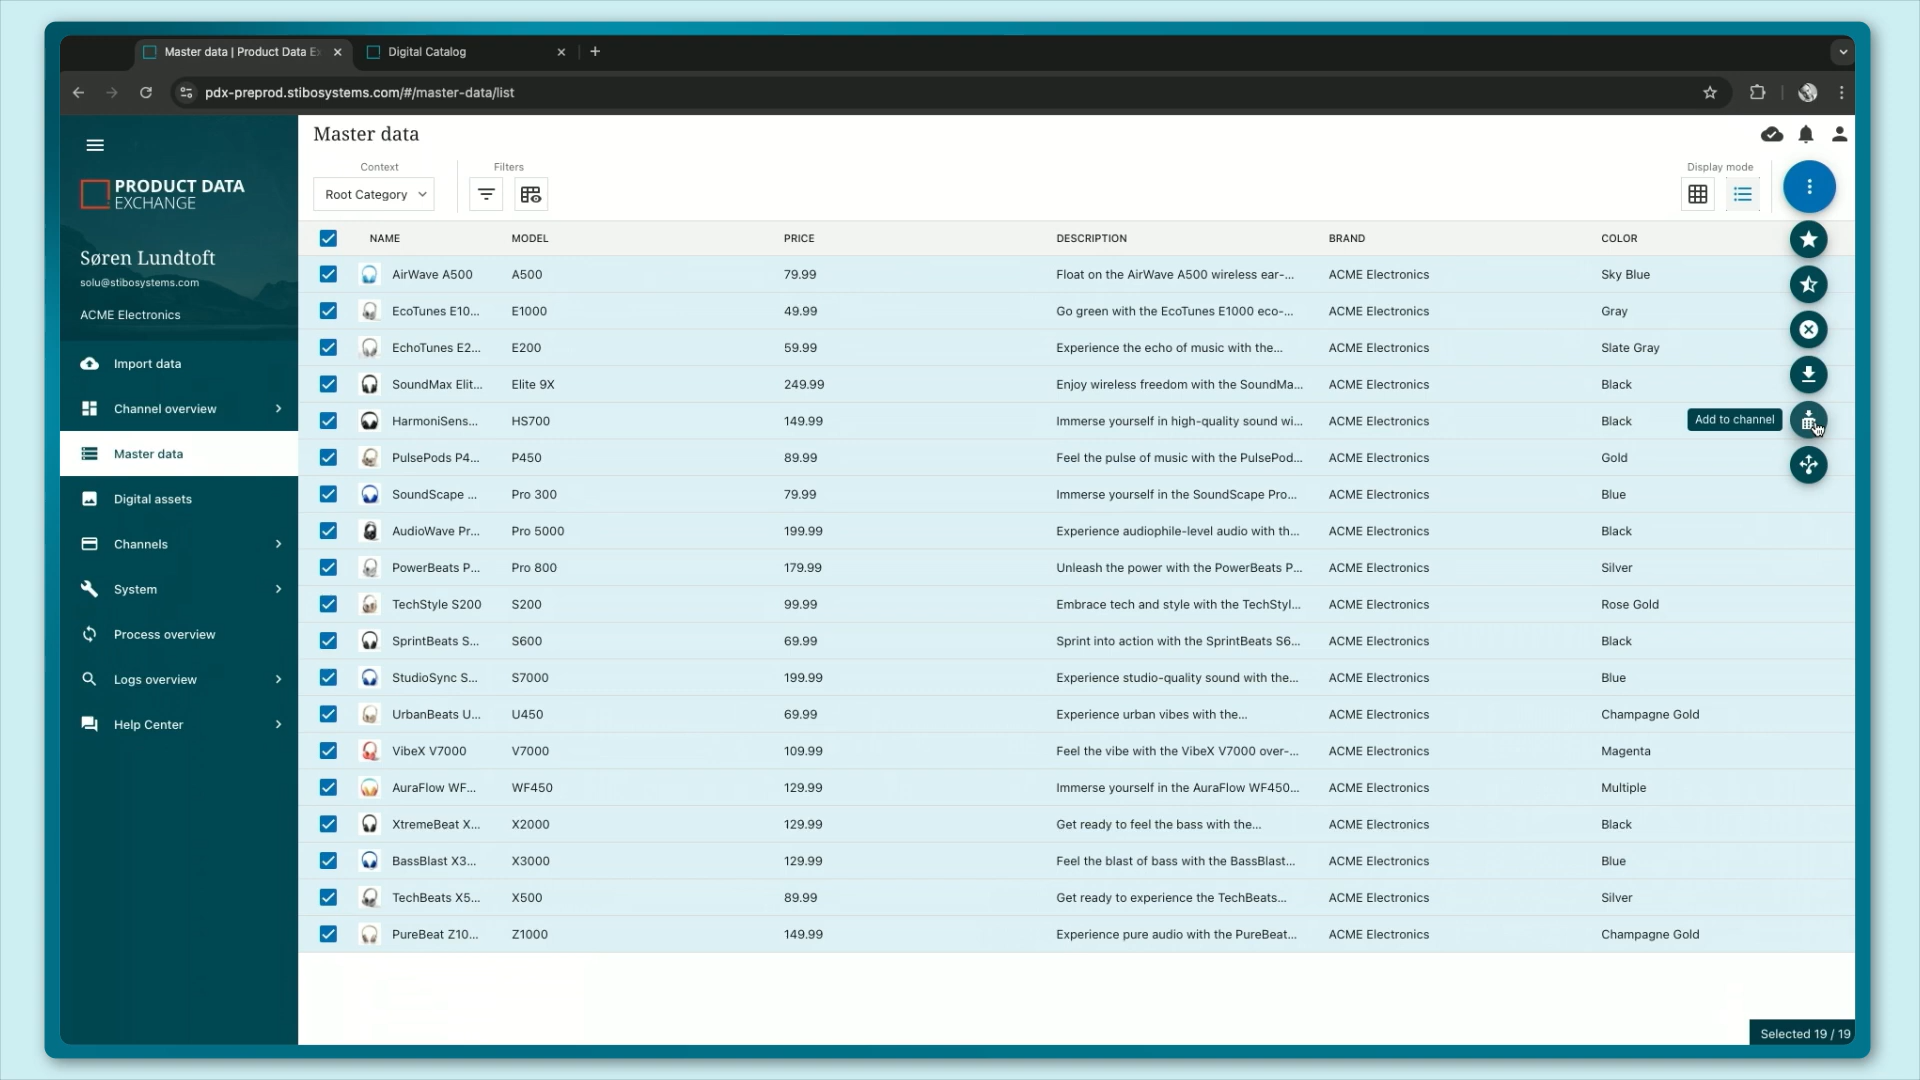 Master data | Product Data E
Digital Catalog
pdx-preprod.stibosystems.com/#/master-data/list
PRODUCT DATA
EXCHANGE
Søren Lundtoft
solu@stibosystems.com
ACME Electronics
Import data
Channel overview
Master data
Digital assets
Channels
System
Process overview
Logs overview
Help Center
Master data
Context
Filters
Display mode
Root Category
NAME MODEL PRICE DESCRIPTION BRAND COLOR
AirWave A500 A500 79.99 Float on the AirWave A500 wireless ear-... ACME Electronics Sky Blue
EcoTunes E10... E1000 49.99 Go green with the EcoTunes E1000 eco-... ACME Electronics Gray
EchoTunes E2... E200 59.99 Experience the echo of music with the... ACME Electronics Slate Gray
SoundMax Elit... Elite 9X 249.99 Enjoy wireless freedom with the SoundMa... ACME Electronics Black
HarmoniSens... HS700 149.99 Immerse yourself in high-quality sound wi... ACME Electronics Black
Add to channel
PulsePods P4... P450 89.99 Feel the pulse of music with the PulsePod... ACME Electronics Gold
SoundScape ... Pro 300 79.99 Immerse yourself in the SoundScape Pro... ACME Electronics Blue
AudioWave Pr... Pro 5000 199.99 Experience audiophile-level audio with th... ACME Electronics Black
PowerBeats P... Pro 800 179.99 Unleash the power with the PowerBeats P... ACME Electronics Silver
TechStyle S200 S200 99.99 Embrace tech and style with the TechStyl... ACME Electronics Rose Gold
SprintBeats S... S600 69.99 Sprint into action with the SprintBeats S6... ACME Electronics Black
StudioSync S... S7000 199.99 Experience studio-quality sound with the... ACME Electronics Blue
UrbanBeats U... U450 69.99 Experience urban vibes with the... ACME Electronics Champagne Gold
VibeX V7000 V7000 109.99 Feel the vibe with the VibeX V7000 over-... ACME Electronics Magenta
AuraFlow WF... WF450 129.99 Immerse yourself in the AuraFlow WF450... ACME Electronics Multiple
XtremeBeat X... X2000 129.99 Get ready to feel the bass with the... ACME Electronics Black
BassBlast X3... X3000 129.99 Feel the blast of bass with the BassBlast... ACME Electronics Blue
TechBeats X5... X500 89.99 Get ready to experience the TechBeats... ACME Electronics Silver
PureBeat Z10... Z1000 149.99 Experience pure audio with the PureBeat... ACME Electronics Champagne Gold
Selected 19 / 19